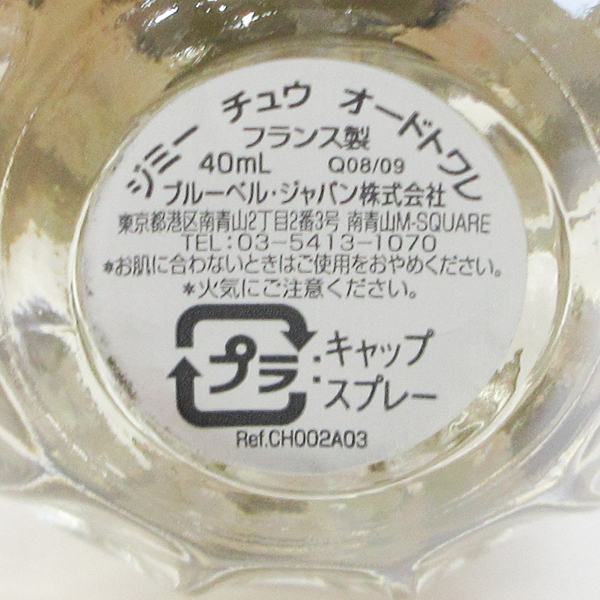 ジミー チュウ オードトワレ
フランス製
40mL Q08/09
ブルーベル・ジャパン株式会社
東京都港区南青山2丁目2番3号 南青山M-SQUARE
TEL:03-5413-1070
*お肌に合わないときはご使用をおやめください。
*火気にご注意ください。
プラ:キャップ
:スプレー
Ref.CH002A03